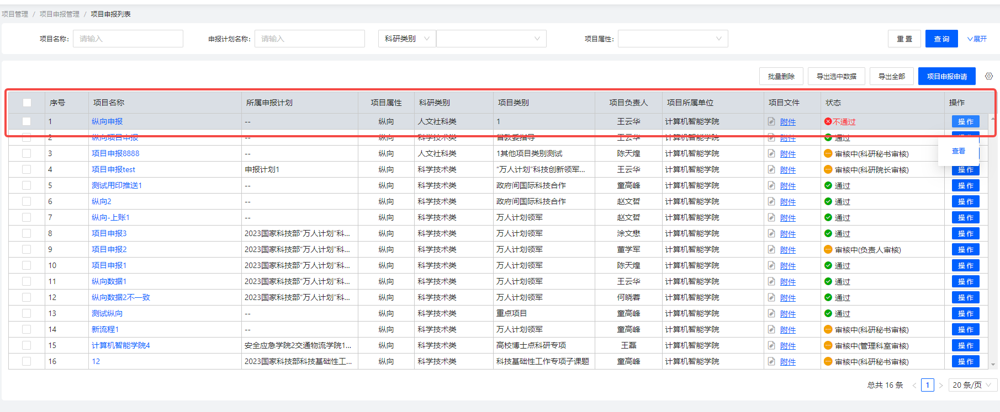 项目管理 / 项目申报管理 / 项目申报列表
项目名称: 请输入 申报计划名称: 请输入 科研类别 项目属性: 重置 查询 展开
批量删除 导出选中数据 导出全部 项目申报申请
序号 项目名称 所属申报计划 项目属性 科研类别 项目类别 项目负责人 项目所属单位 项目文件 状态 操作
1 纵向申报 -- 纵向 人文社科类 1 王云华 计算机智能学院 附件 不通过 操作
2 纵向项目申报 -- 纵向 科学技术类 省教委指导 王云华 计算机智能学院 附件 通过
查看
3 项目申报8888 -- 纵向 人文社科类 1其他项目类别测试 陈天煌 计算机智能学院 附件 审核中(科研秘书审核)
4 项目申报test 申报计划1 纵向 科学技术类 “万人计划”科技创新领军... 王云华 计算机智能学院 附件 审核中(科研院长审核) 操作
5 测试用印推送1 -- 纵向 科学技术类 政府间国际科技合作 童高峰 计算机智能学院 附件 通过 操作
6 纵向2 -- 纵向 科学技术类 政府间国际科技合作 赵文哲 计算机智能学院 附件 通过 操作
7 纵向-上账1 -- 纵向 科学技术类 万人计划领军 赵文哲 计算机智能学院 附件 通过 操作
8 项目申报3 2023国家科技部“万人计划”科... 纵向 科学技术类 万人计划领军 涂文懋 计算机智能学院 附件 通过 操作
9 项目申报2 2023国家科技部“万人计划”科... 纵向 科学技术类 万人计划领军 董学军 计算机智能学院 附件 审核中(负责人审核) 操作
10 项目申报1 2023国家科技部“万人计划”科... 纵向 科学技术类 万人计划领军 陈天煌 计算机智能学院 附件 通过 操作
11 纵向数据1 2023国家科技部“万人计划”科... 纵向 科学技术类 万人计划领军 王云华 计算机智能学院 附件 通过 操作
12 纵向数据2不一致 2023国家科技部“万人计划”科... 纵向 科学技术类 万人计划领军 何晓蓉 计算机智能学院 附件 通过 操作
13 测试纵向 -- 纵向 科学技术类 重点项目 童高峰 计算机智能学院 附件 通过 操作
14 新流程1 -- 纵向 科学技术类 万人计划领军 童高峰 计算机智能学院 附件 审核中(科研秘书审核) 操作
15 计算机智能学院4 安全应急学院2交通物流学院1... 纵向 科学技术类 高校博士点科研专项 王磊 计算机智能学院 附件 审核中(管理科室审核) 操作
16 12 2023国家科技部科技基础性工... 纵向 科学技术类 科技基础性工作专项子课题 童高峰 计算机智能学院 附件 审核中(科研秘书审核) 操作
总共 16 条 < 1 > 20 条/页